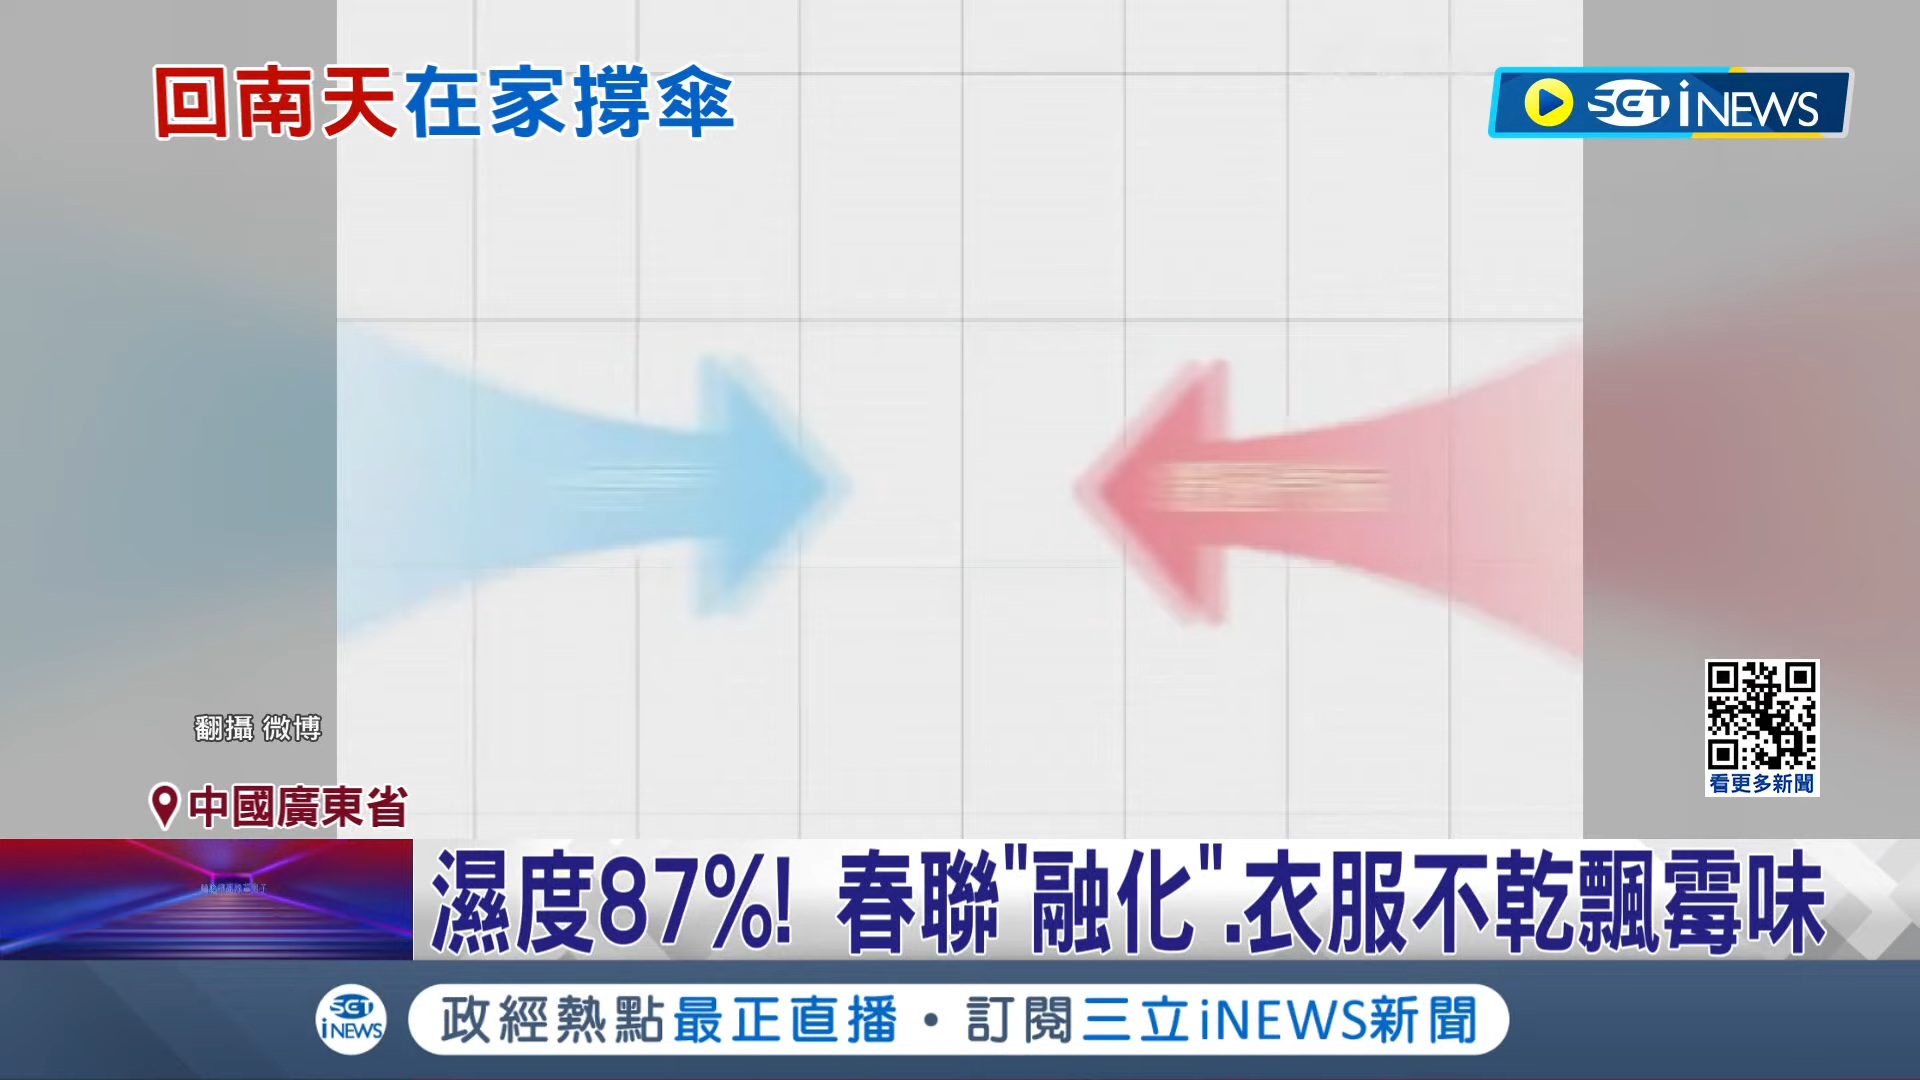 回南天在家撐傘
SET iNEWS
翻攝 微博
看更多新聞
中國廣東省
濕度87%! 春聯"融化".衣服不乾飄霉味
SET iNEWS
政經熱點最正直播・訂閱三立iNEWS新聞